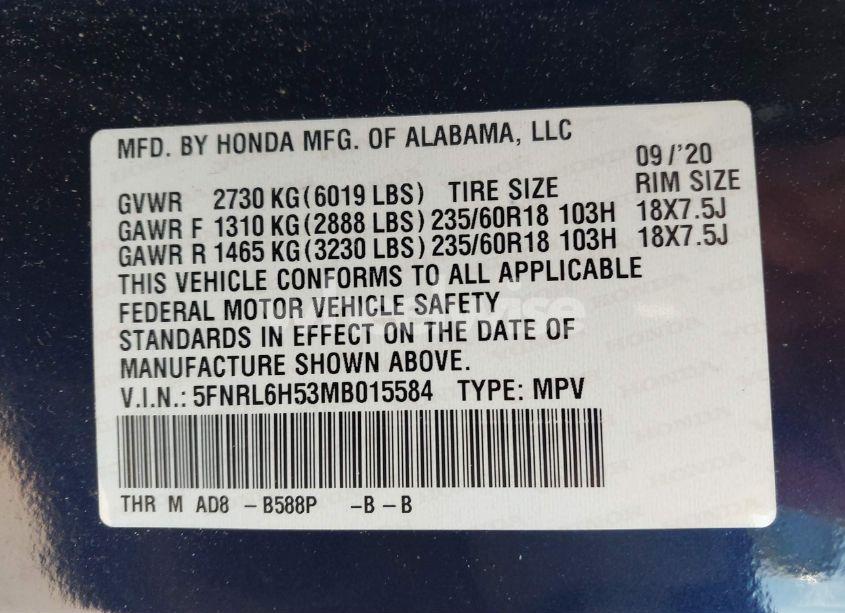 MFD. BY HONDA MFG. OF ALABAMA, LLC 09/'20
GVWR 2730 KG(6019 LBS) TIRE SIZE RIM SIZE
GAWR F 1310 KG(2888 LBS) 235/60R18 103H 18X7.5J
GAWR R 1465 KG(3230 LBS) 235/60R18 103H 18X7.5J
THIS VEHICLE CONFORMS TO ALL APPLICABLE
FEDERAL MOTOR VEHICLE SAFETY
STANDARDS IN EFFECT ON THE DATE OF
MANUFACTURE SHOWN ABOVE.
V.I.N.: 5FNRL6H53MB015584 TYPE: MPV
THR M AD8 - B588P -B - B